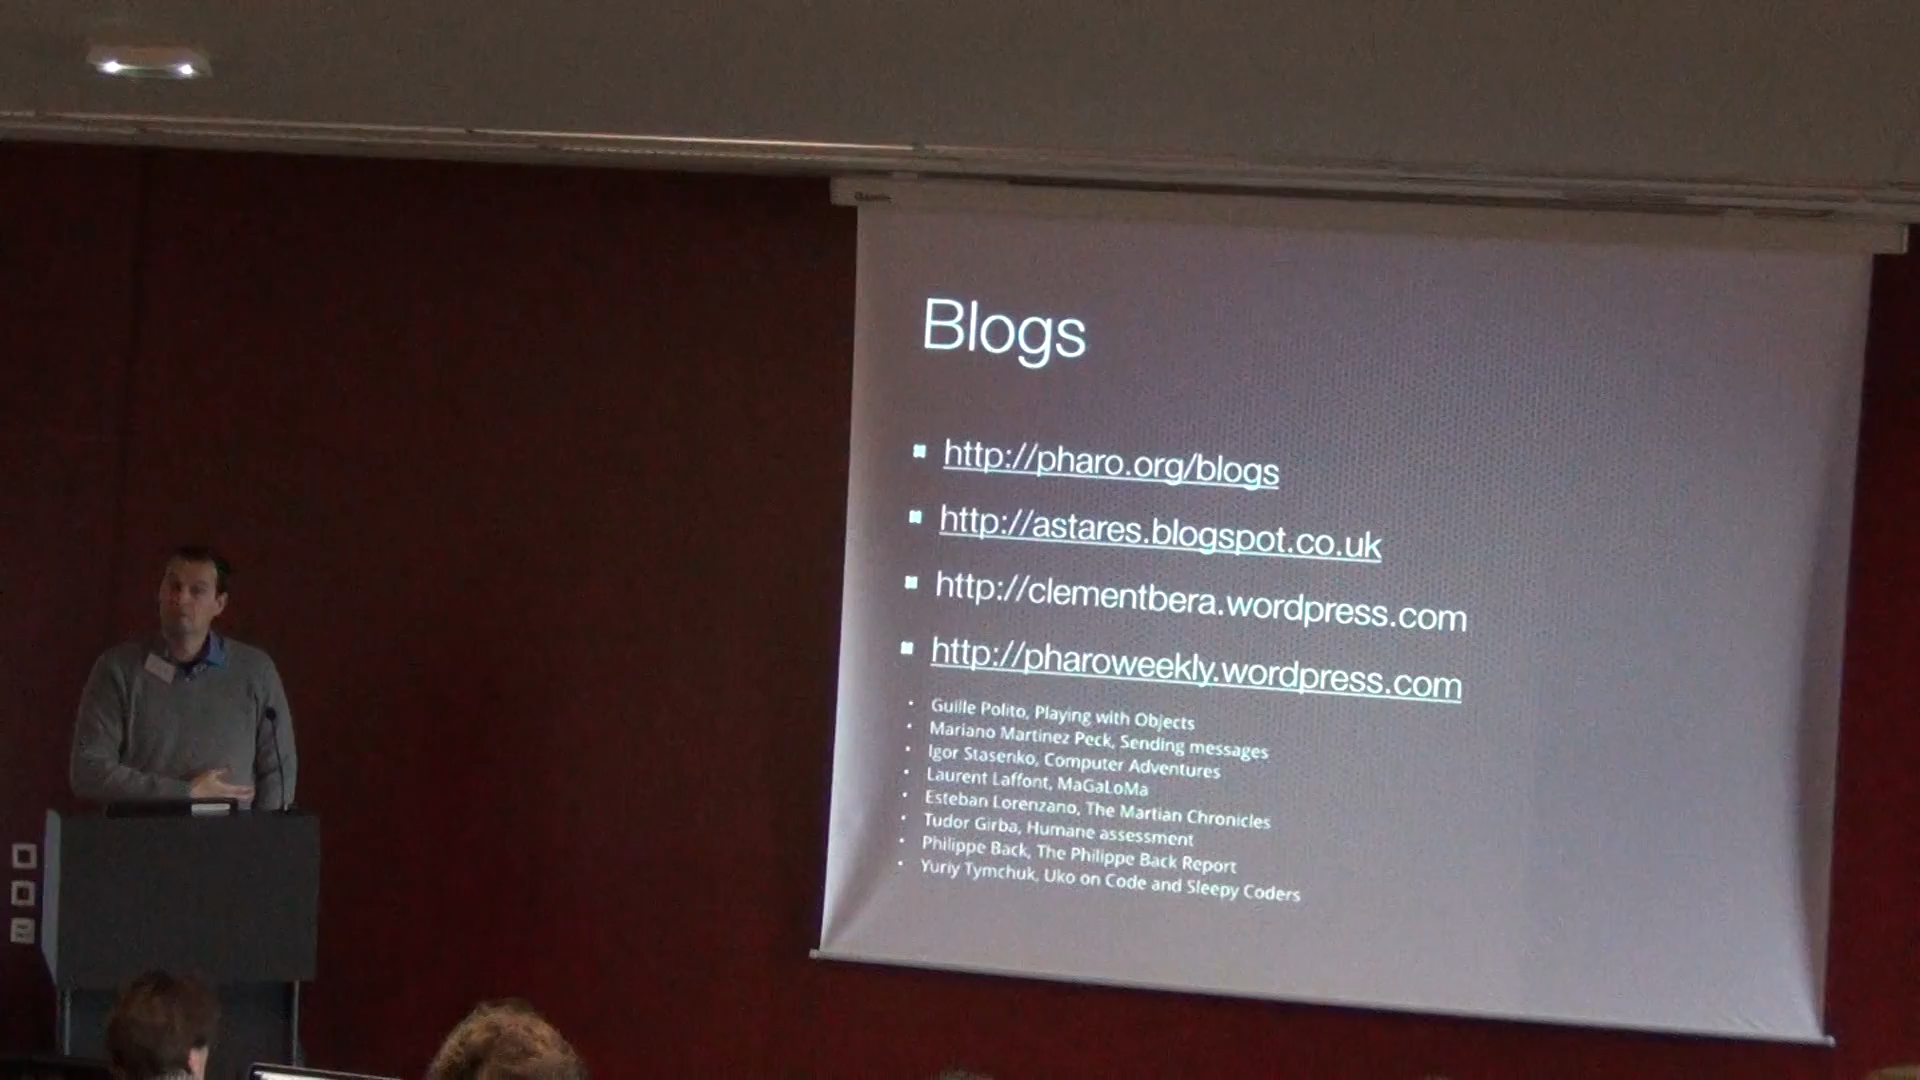 Blogs
http://pharo.org/blogs
http://astares.blogspot.co.uk
http://clementbera.wordpress.com
http://pharoweekly.wordpress.com
Guille Polito, Playing with Objects
Mariano Martinez Peck, Sending messages
Igor Stasenko, Computer Adventures
Laurent Laffont, MaGaLoMa
Esteban Lorenzano, The Martian Chronicles
Tudor Girba, Humane assessment
Philippe Back, The Philippe Back Report
Yuriy Tymchuk, Uko on Code and Sleepy Coders